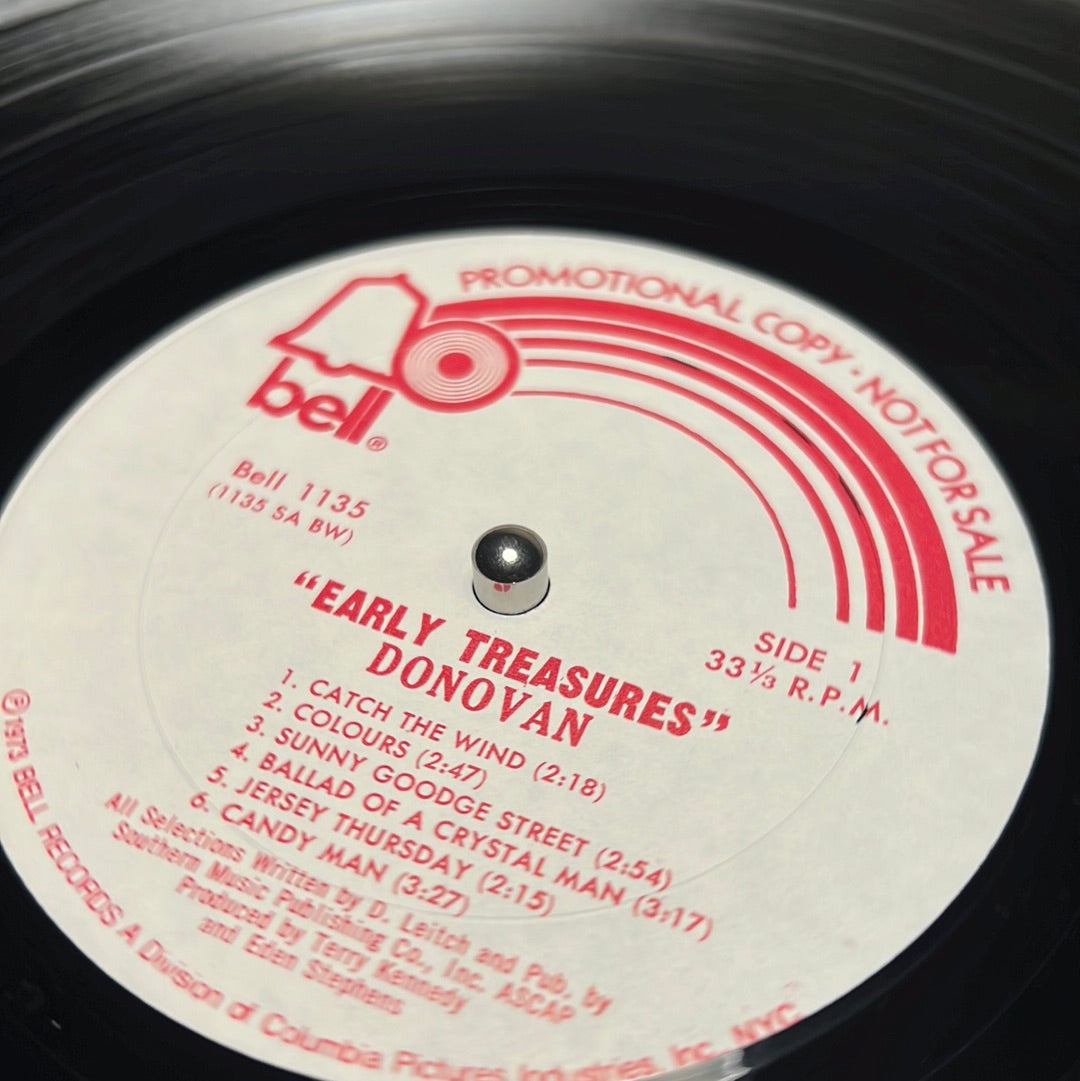 PROMOTIONAL COPY · NOT FOR SALE
bell®
Bell 1135
(1135 SA BW)
SIDE 1
33⅓ R.P.M.
“EARLY TREASURES”
DONOVAN
1. CATCH THE WIND (2:18)
2. COLOURS (2:47)
3. SUNNY GOODGE STREET (2:54)
4. BALLAD OF A CRYSTAL MAN (3:17)
5. JERSEY THURSDAY (2:15)
6. CANDY MAN (3:27)
All Selections Written by D. Leitch and Pub. by
Southern Music Publishing Co., Inc. ASCAP
Produced by Terry Kennedy
and Eden Stephens
℗1973 BELL RECORDS A Division of Columbia Pictures Industries, Inc. NYC